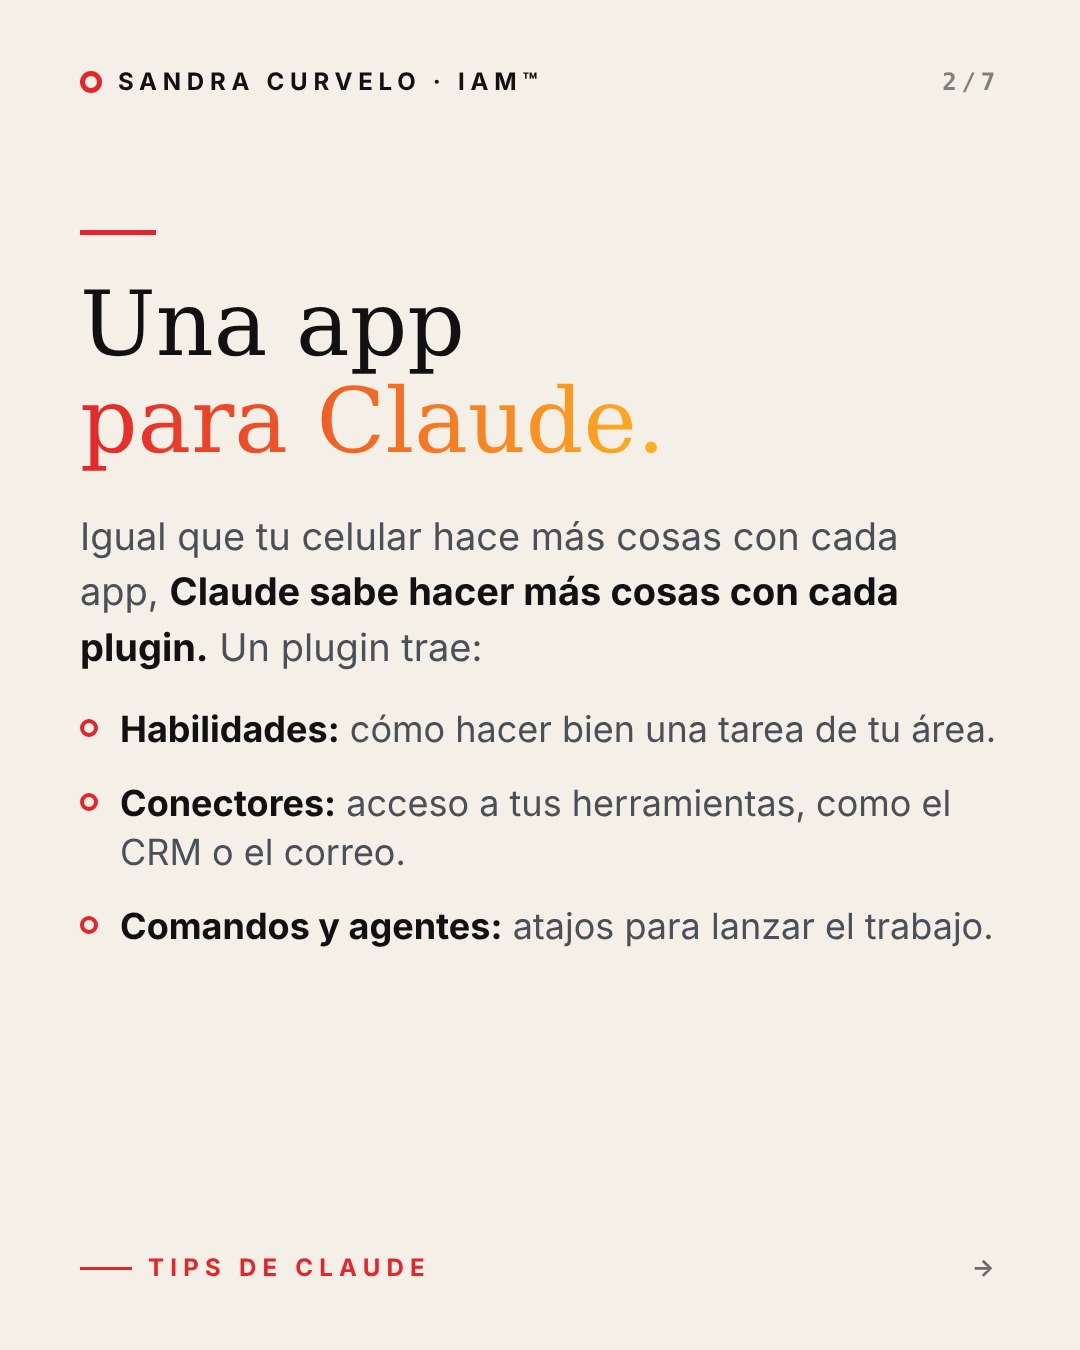 SANDRA CURVELO · IAM™
2/7
Una app
para Claude.
Igual que tu celular hace más cosas con cada
app, Claude sabe hacer más cosas con cada
plugin. Un plugin trae:
Habilidades: cómo hacer bien una tarea de tu área.
Conectores: acceso a tus herramientas, como el
CRM o el correo.
Comandos y agentes: atajos para lanzar el trabajo.
TIPS DE CLAUDE
→